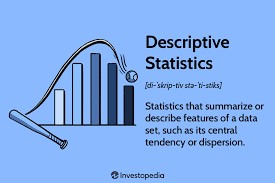 Descriptive
Statistics
[di-ˈskrip-tiv stə-ˈti-stiks]
Statistics that summarize or
describe features of a data
set, such as its central
tendency or dispersion.
Investopedia